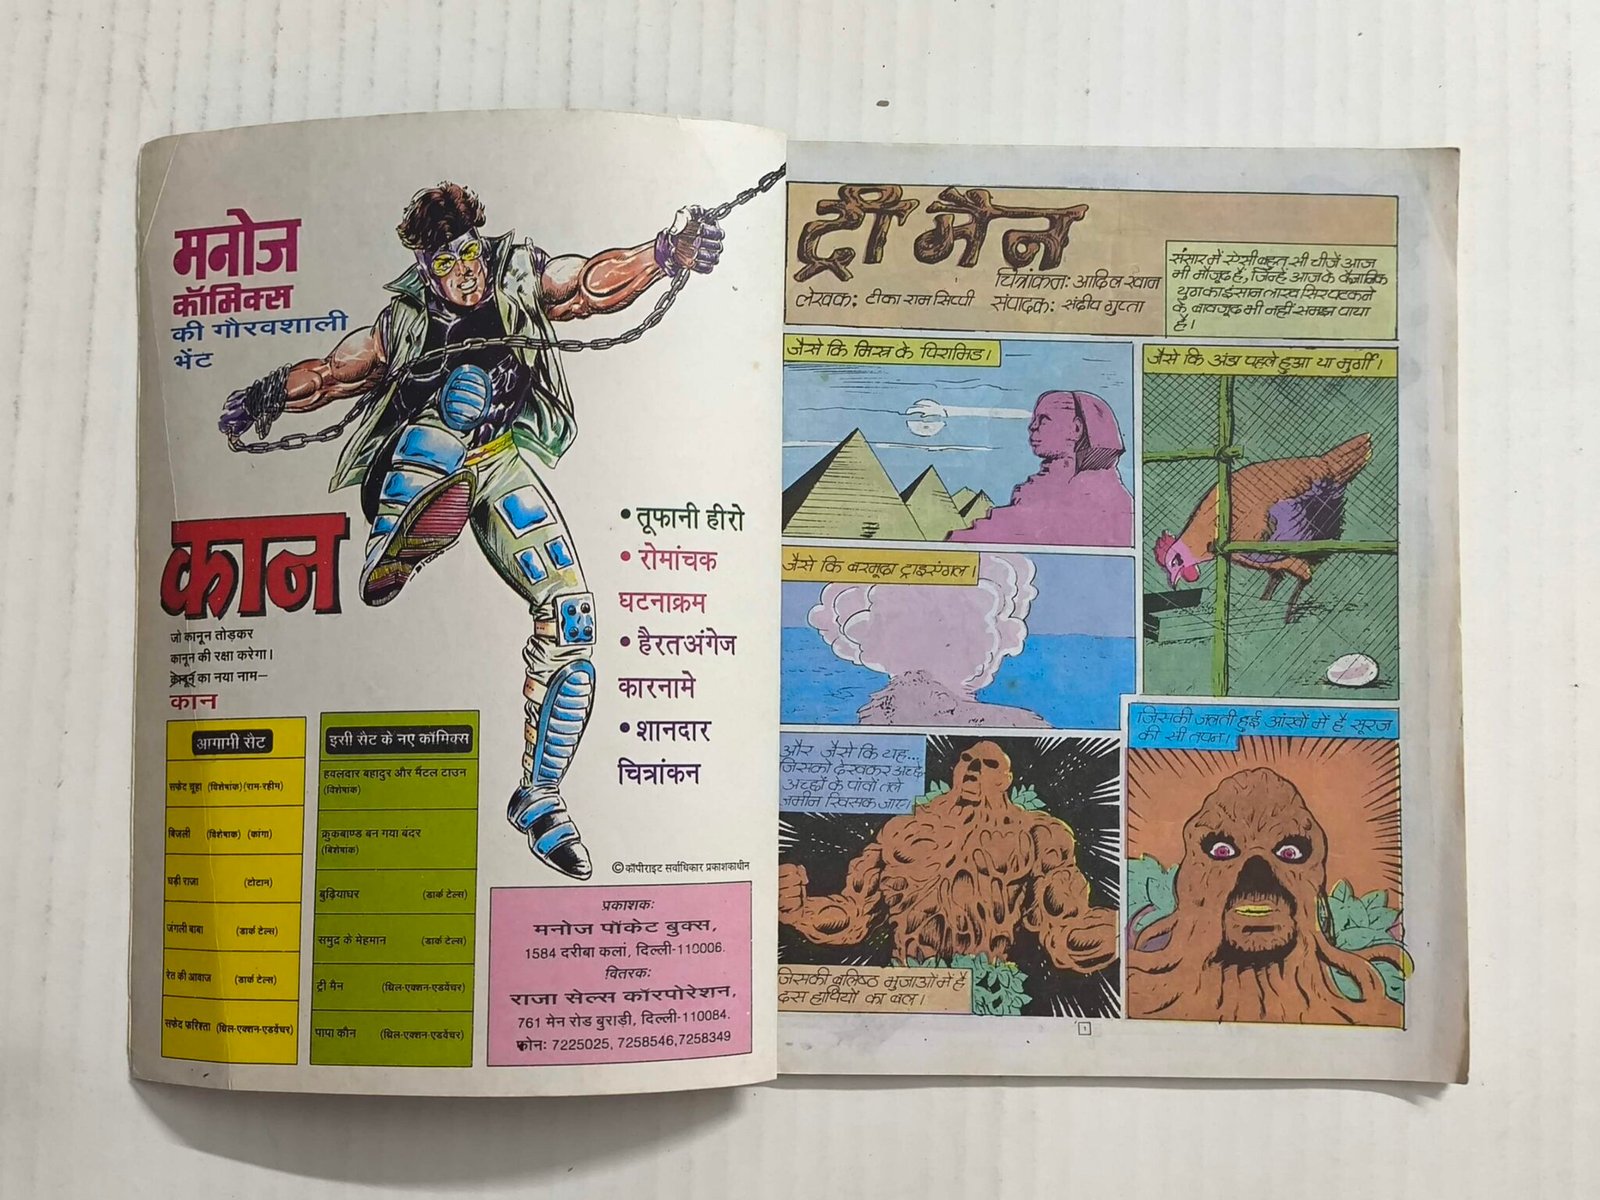 मनोज
कॉमिक्स
की गौरवशाली
भेंट
कान
जो कानून तोड़कर
कानून की रक्षा करेगा।
कानून का नया नाम–
कान
• तूफानी हीरो
• रोमांचक
घटनाक्रम
• हैरतअंगेज
कारनामे
• शानदार
चित्रांकन
आगामी सैट
सफेद चूहा (विशेषांक) (राम-रहीम)
बिजली (विशेषांक) (कांगा)
घड़ी राजा (टोटान)
जंगली बाबा (डार्क टेल्स)
रेत की आवाज (डार्क टेल्स)
सफेद फरिश्ता (थ्रिल-एक्शन-एडवेंचर)
इसी सैट के नए कॉमिक्स
हवलदार बहादुर और मैंटल टाउन
(विशेषांक)
क्रुकबाण्ड बन गया बंदर
(विशेषांक)
बुढ़ियाघर (डार्क टेल्स)
समुद्र के मेहमान (डार्क टेल्स)
ट्री मैन (थ्रिल-एक्शन-एडवेंचर)
पापा कौन (थ्रिल-एक्शन-एडवेंचर)
© कॉपीराइट सर्वाधिकार प्रकाशकाधीन
प्रकाशकः
मनोज पॉकेट बुक्स,
1584 दरीबा कलां, दिल्ली-110006.
वितरकः
राजा सेल्स कॉरपोरेशन,
761 मेन रोड बुराड़ी, दिल्ली-110084.
फोनः 7225025, 7258546,7258349
ट्री मैन
चित्रांकन: आदिल खान
लेखक: टीका राम सिप्पी संपादक: संदीप गुप्ता
संसार में ऐसी बहुत सी चीजें आज
भी मौजूद हैं, जिन्हें आज के वैज्ञानिक
युग का इंसान लाख सिर पटकने
के बावजूद भी नहीं समझ पाया
है।
जैसे कि मिस्र के पिरामिड।
जैसे कि अंडा पहले हुआ या मुर्गी।
जैसे कि बरमूढा ट्राइएंगल।
और जैसे कि यह...
जिसको देखकर अच्छे
अच्छों के पांवों तले
जमीन खिसक जाए।
जिसकी बलिष्ठ भुजाओं में है
दस हाथियों का बल।
जिसकी जलती हुई आंखों में है सूरज
की सी तपन।
1